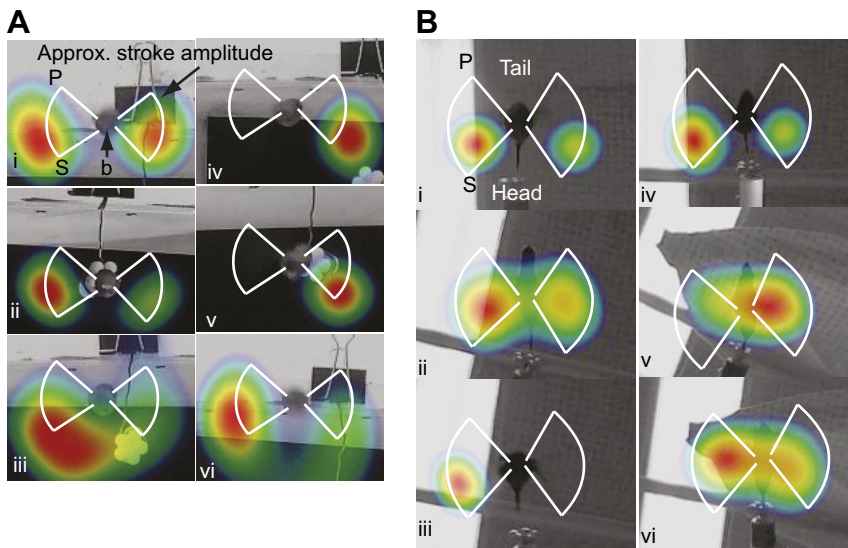 A
Approx. stroke amplitude
P
S
b
i
iv
ii
v
iii
vi
B
P
Tail
S
Head
i
iv
ii
v
iii
vi